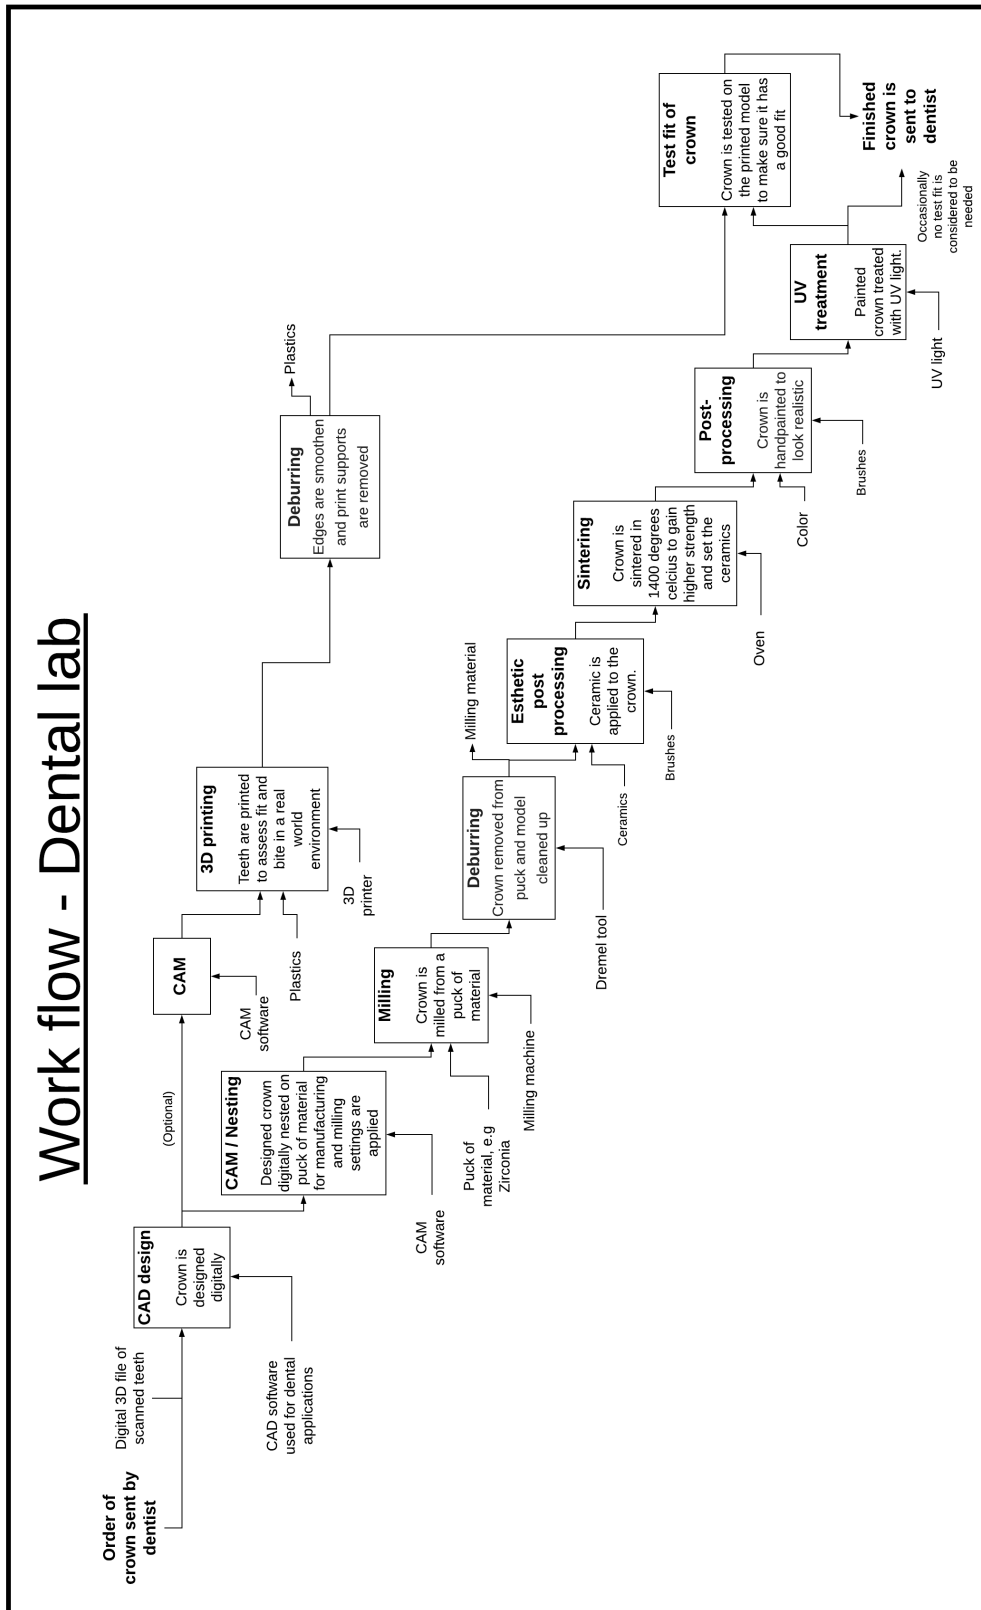 Work flow - Dental lab
Order of
crown sent by
dentist
Digital 3D file of
scanned teeth
CAD software
used for dental
applications
CAD design
Crown is
designed
digitally
(Optional)
CAM
CAM
software
Plastics
3D printing
Teeth are printed
to assess fit and
bite in a real
world
environment
3D
printer
Deburring
Edges are smoothen
and print supports
are removed
Plastics
CAM / Nesting
Designed crown
digitally nested on
puck of material
for manufacturing
and milling
settings are
applied
CAM
software
Puck of
material, e.g
Zirconia
Milling
Crown is
milled from a
puck of
material
Milling machine
Deburring
Crown removed from
puck and model
cleaned up
Dremel tool
Milling material
Ceramics
Esthetic
post
processing
Ceramic is
applied to the
crown.
Brushes
Sintering
Crown is
sintered in
1400 degrees
celcius to gain
higher strength
and set the
ceramics
Oven
Color
Post-
processing
Crown is
handpainted to
look realistic
Brushes
UV
treatment
Painted
crown treated
with UV light.
UV light
Test fit of
crown
Crown is tested on
the printed model
to make sure it has
a good fit
Occasionally
no test fit is
considered to be
needed
Finished
crown is
sent to
dentist